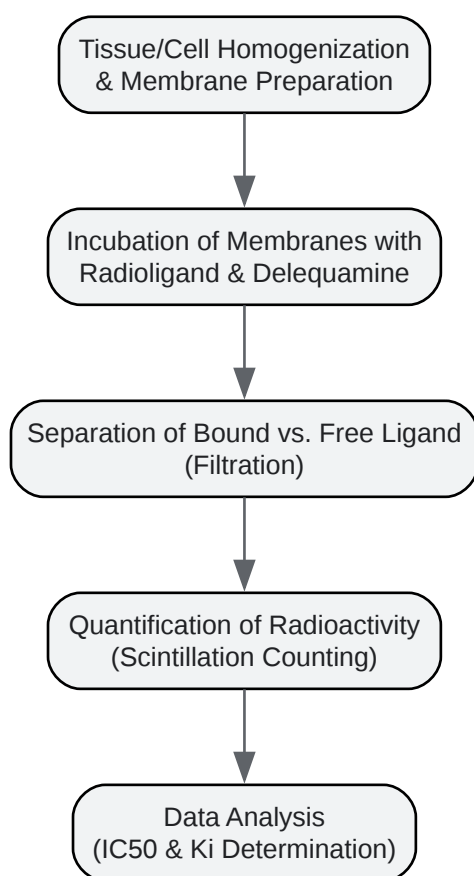 Tissue/Cell Homogenization
& Membrane Preparation
Incubation of Membranes with
Radioligand & Delequamine
Separation of Bound vs. Free Ligand
(Filtration)
Quantification of Radioactivity
(Scintillation Counting)
Data Analysis
(IC50 & Ki Determination)